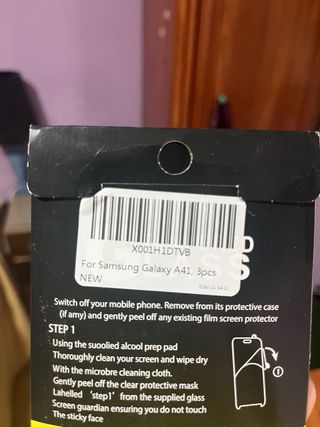 X001H1DTVB
For Samsung Galaxy A41, 3pcs
NEW
D
SS
Switch off your mobile phone. Remove from its protective case
(if amy) and gently peel off any existing film screen protector
STEP 1
Using the suoolied alcool prep pad
Thoroughly clean your screen and wipe dry
With the microbre cleaning cloth.
Gently peel off the clear protective mask
Lahelled 'step1' from the supplied glass
Screen guardian ensuring you do not touch
The sticky face